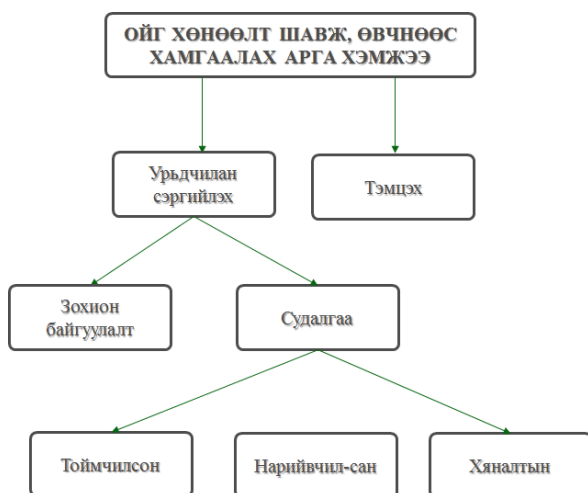 ОЙГ ХӨНӨӨЛТ ШАВЖ, ӨВЧНӨӨС
ХАМГААЛАХ АРГА ХЭМЖЭЭ
Урьдчилан
сэргийлэх
Тэмцэх
Зохион
байгуулалт
Судалгаа
Тоймчилсон
Нарийвчил-сан
Хяналтын